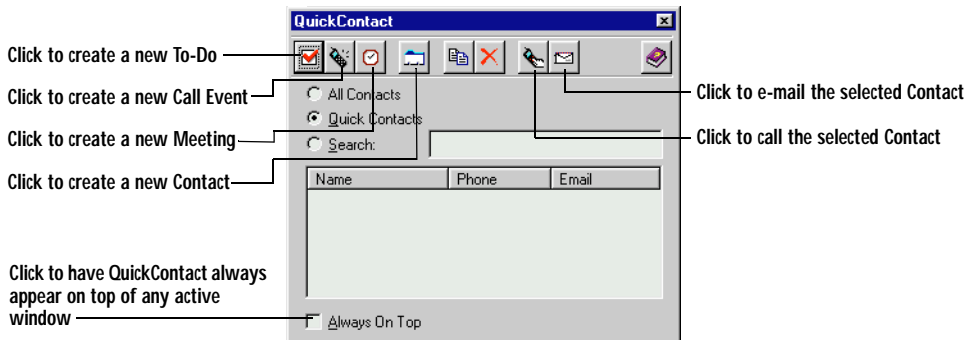 QuickContact
Click to create a new To-Do
Click to create a new Call Event
Click to create a new Meeting
Click to create a new Contact
Click to have QuickContact always
appear on top of any active
window
All Contacts
Quick Contacts
Search:
Name Phone Email
Always On Top
Click to e-mail the selected Contact
Click to call the selected Contact